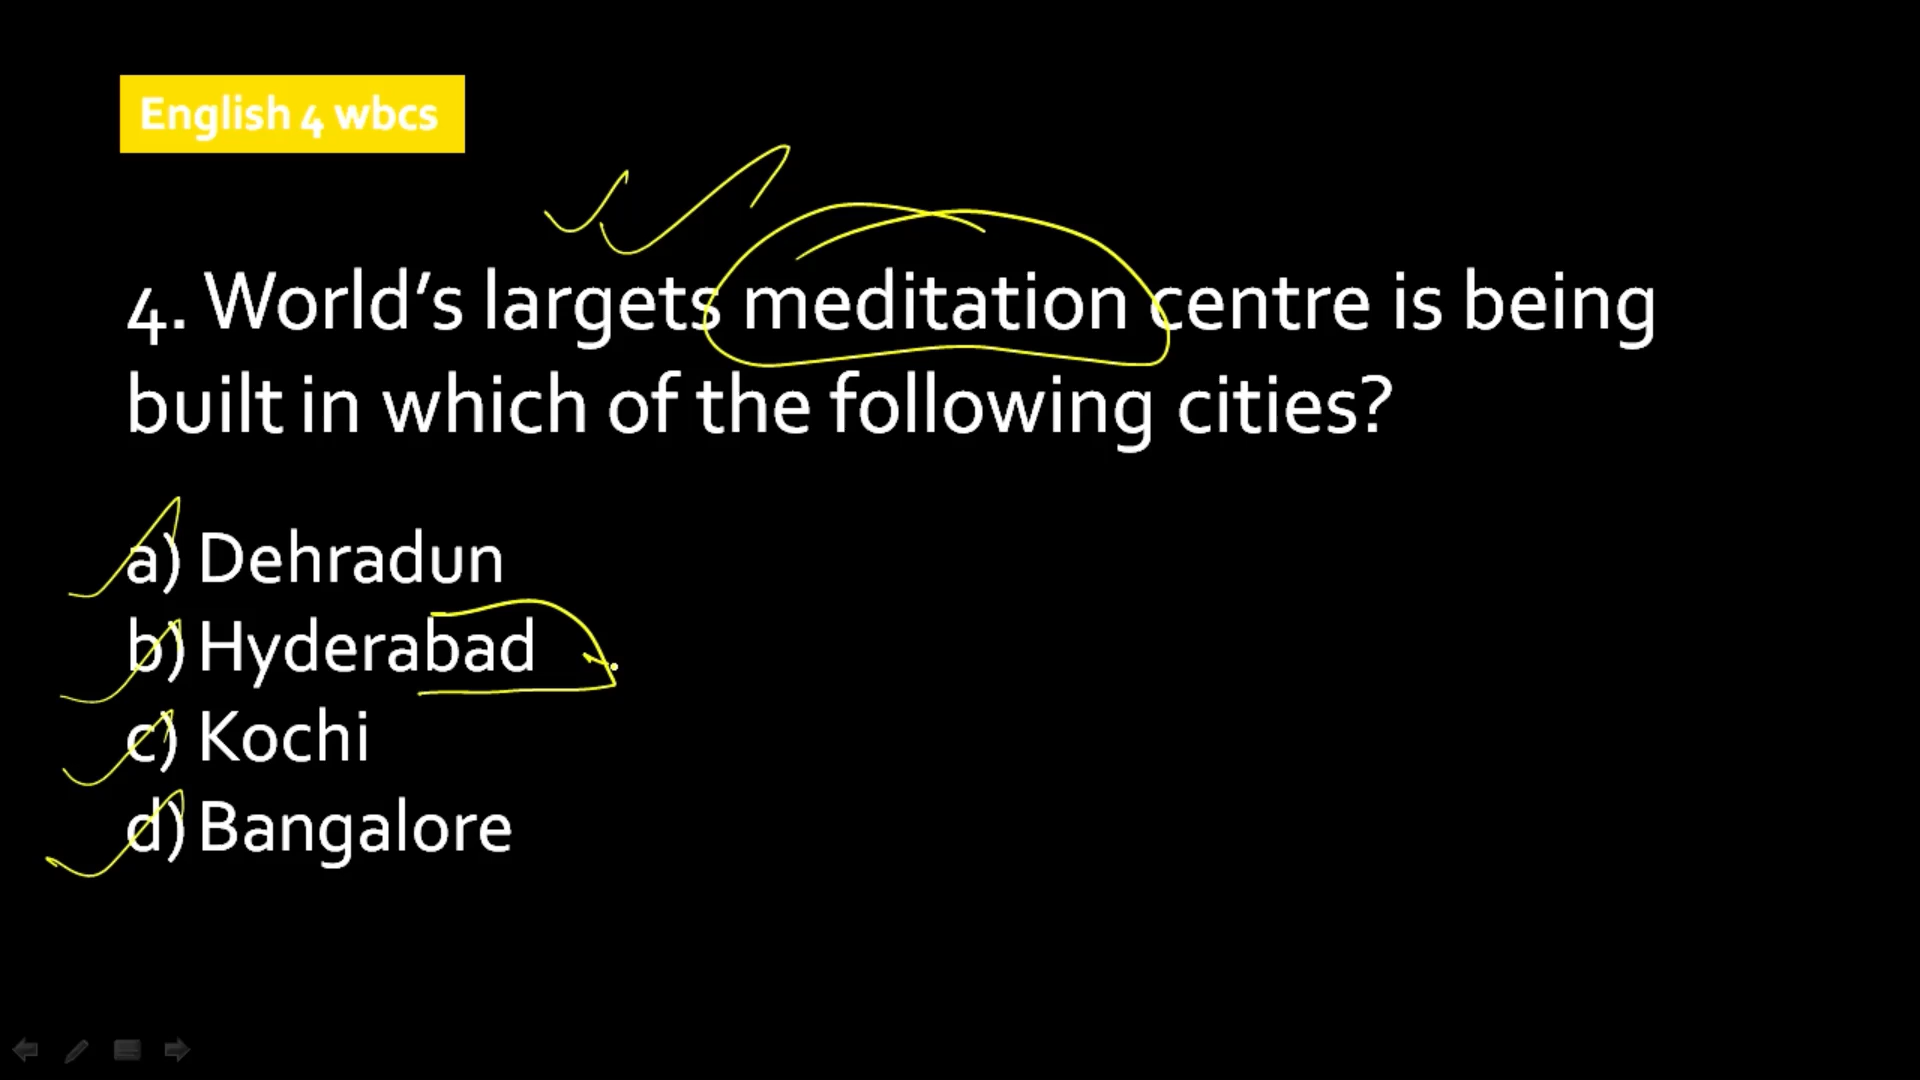 English 4 wbcs
4. World’s largets meditation centre is being
built in which of the following cities?
a) Dehradun
b) Hyderabad
c) Kochi
d) Bangalore